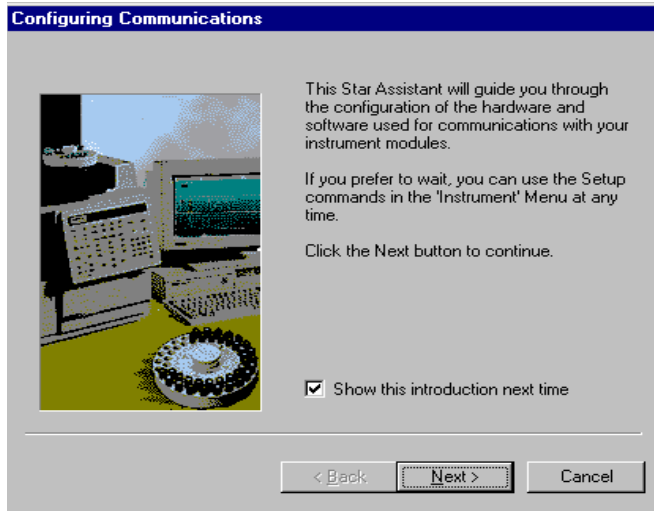 Configuring Communications
This Star Assistant will guide you through
the configuration of the hardware and
software used for communications with your
instrument modules.
If you prefer to wait, you can use the Setup
commands in the 'Instrument' Menu at any
time.
Click the Next button to continue.
Show this introduction next time
< Back
Next >
Cancel